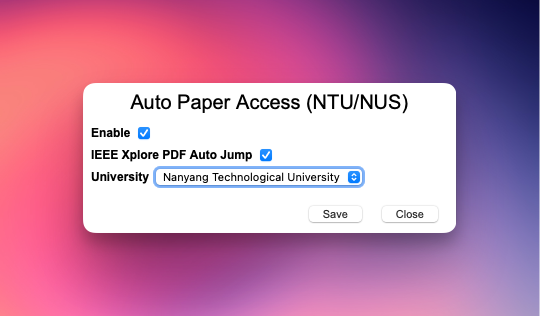 Auto Paper Access (NTU/NUS)
Enable
IEEE Xplore PDF Auto Jump
University Nanyang Technological University
Save Close